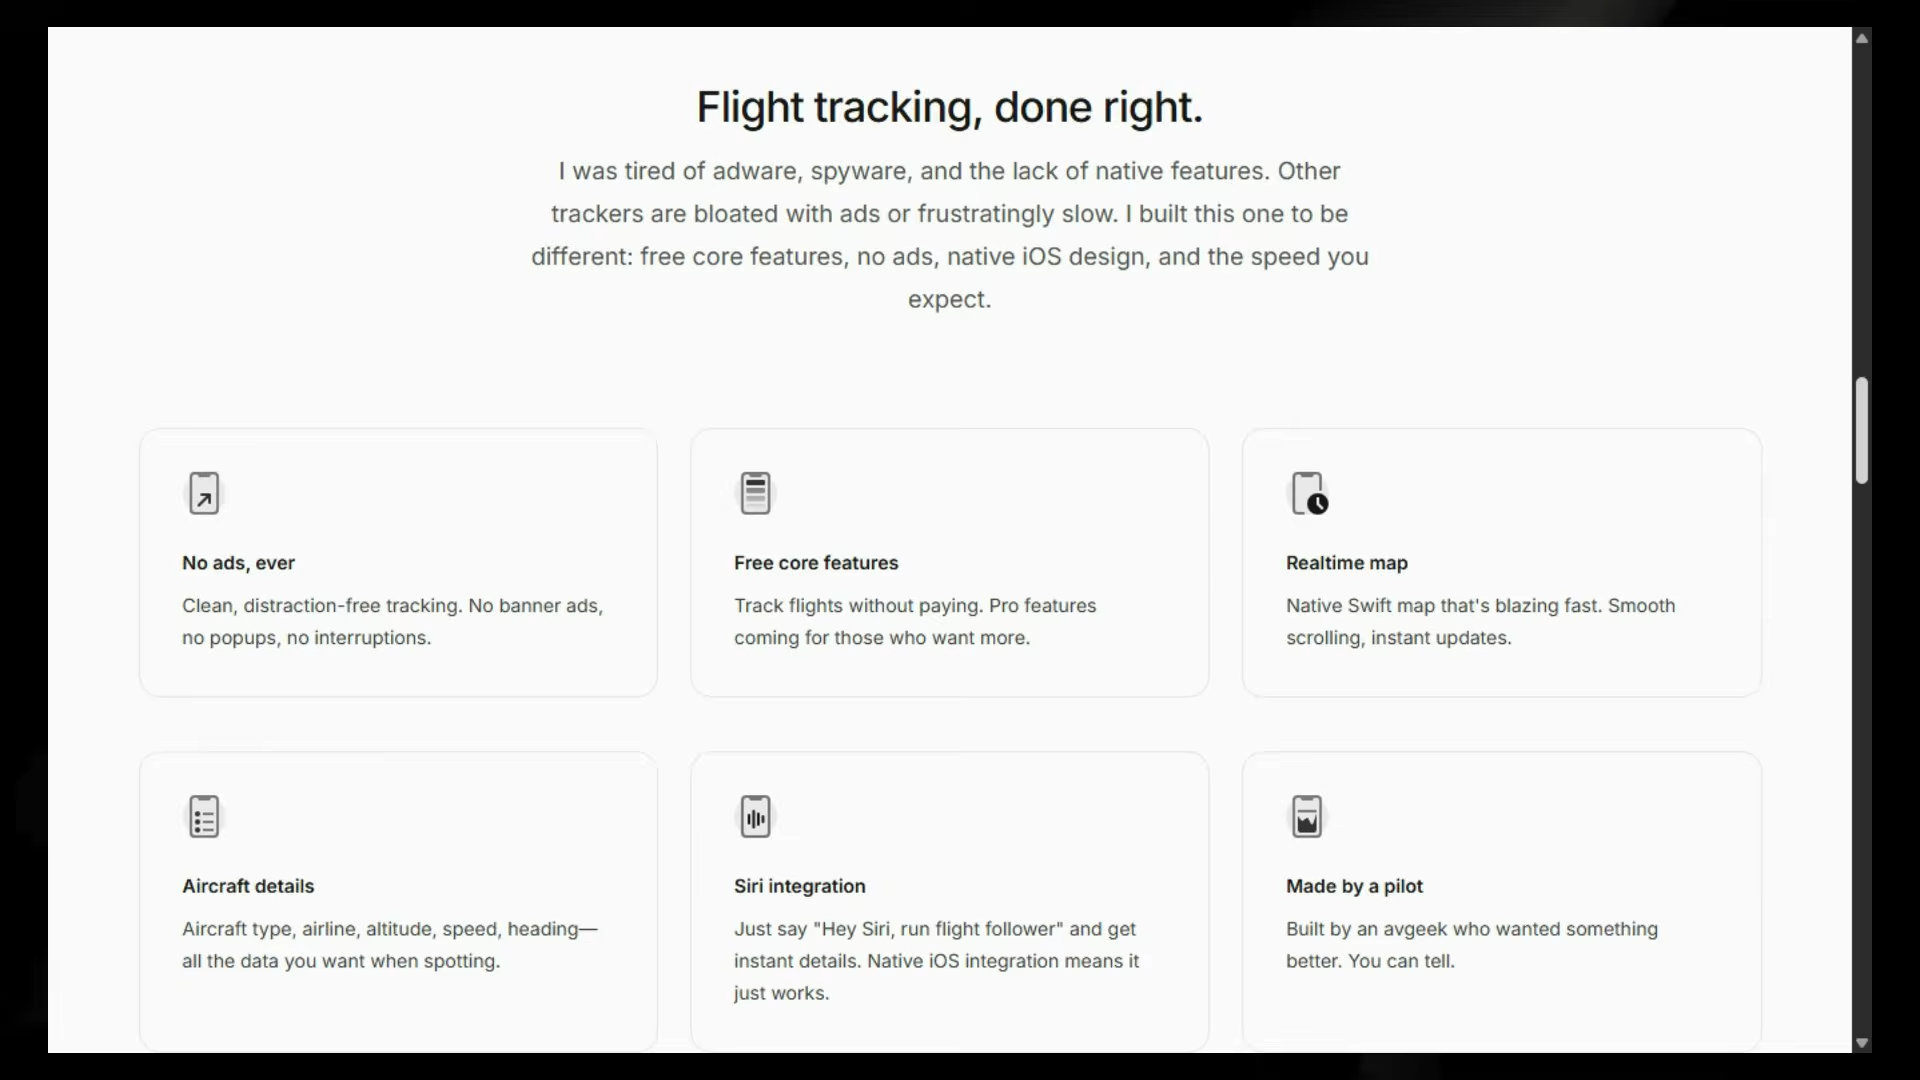 Flight tracking, done right.
I was tired of adware, spyware, and the lack of native features. Other
trackers are bloated with ads or frustratingly slow. I built this one to be
different: free core features, no ads, native iOS design, and the speed you
expect.
No ads, ever
Clean, distraction-free tracking. No banner ads,
no popups, no interruptions.
Free core features
Track flights without paying. Pro features
coming for those who want more.
Realtime map
Native Swift map that's blazing fast. Smooth
scrolling, instant updates.
Aircraft details
Aircraft type, airline, altitude, speed, heading—
all the data you want when spotting.
Siri integration
Just say "Hey Siri, run flight follower" and get
instant details. Native iOS integration means it
just works.
Made by a pilot
Built by an avgeek who wanted something
better. You can tell.